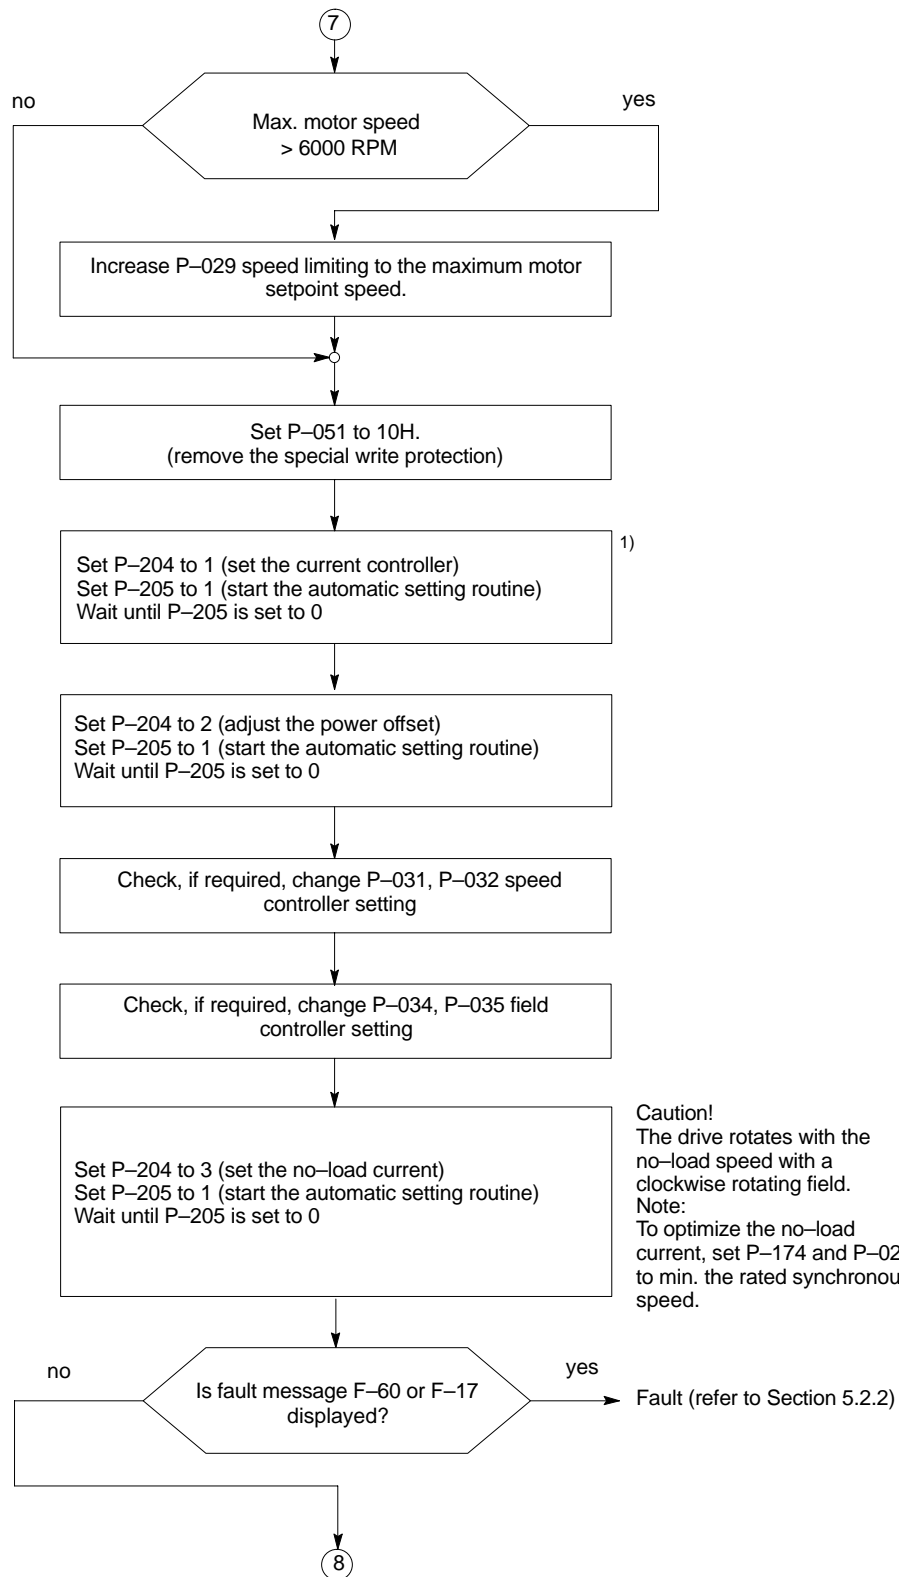 7
no
yes
Max. motor speed
> 6000 RPM
Increase P–029 speed limiting to the maximum motor
setpoint speed.
Set P–051 to 10H.
(remove the special write protection)
1)
Set P–204 to 1 (set the current controller)
Set P–205 to 1 (start the automatic setting routine)
Wait until P–205 is set to 0
Set P–204 to 2 (adjust the power offset)
Set P–205 to 1 (start the automatic setting routine)
Wait until P–205 is set to 0
Check, if required, change P–031, P–032 speed
controller setting
Check, if required, change P–034, P–035 field
controller setting
Set P–204 to 3 (set the no–load current)
Set P–205 to 1 (start the automatic setting routine)
Wait until P–205 is set to 0
Caution!
The drive rotates with the
no–load speed with a
clockwise rotating field.
Note:
To optimize the no–load
current, set P–174 and
to min. the rated
speed.
no
yes
Is fault message F–60 or F–17
displayed?
Fault (refer to Section 5.2.2)
8